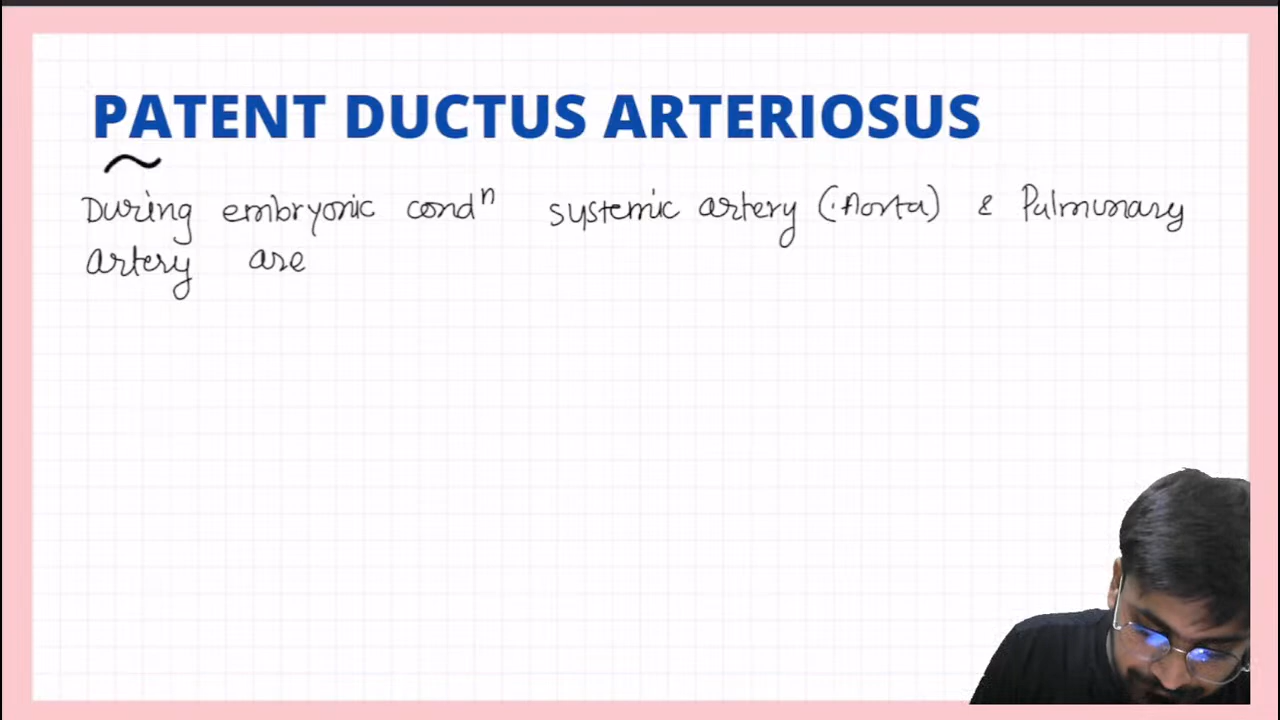 PATENT DUCTUS ARTERIOSUS
During embryonic condⁿ systemic artery (Aorta) & Pulmonary
artery are